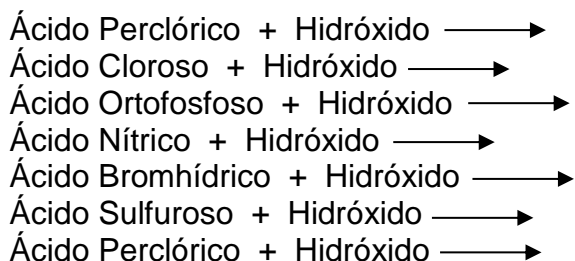 Ácido Perclórico + Hidróxido
Ácido Cloroso + Hidróxido
Ácido Ortofosfoso + Hidróxido
Ácido Nítrico + Hidróxido
Ácido Bromhídrico + Hidróxido
Ácido Sulfuroso + Hidróxido
Ácido Perclórico + Hidróxido